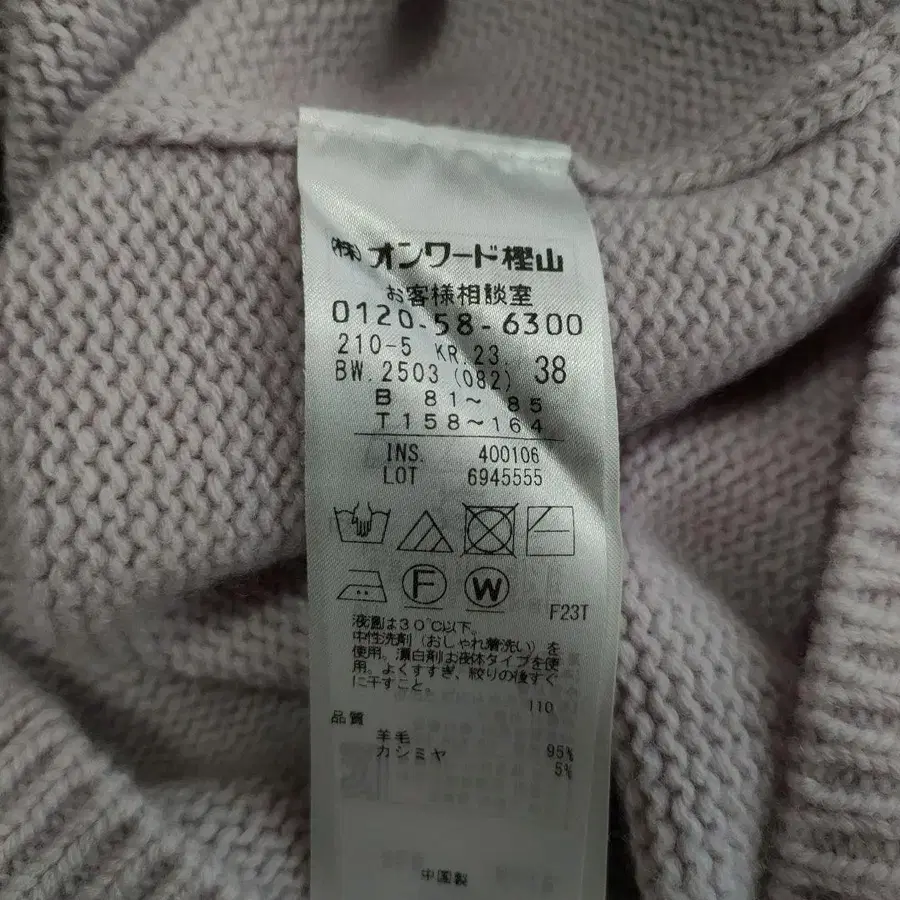 (株)オンワード樫山
お客様相談室
0120-58-6300
210-5 KR.23. 38
BW.2503 (082)
B 81～ 85
T 158～164
INS. 400106
LOT 6945555
F W
F23T
液温は30℃以下。
中性洗剤（おしゃれ着洗い）を
使用。漂白剤は液体タイプを使
用。よくすすぎ、絞りの後すぐ
に干すこと。
110
品質
羊毛 95%
カシミヤ 5%
中国製